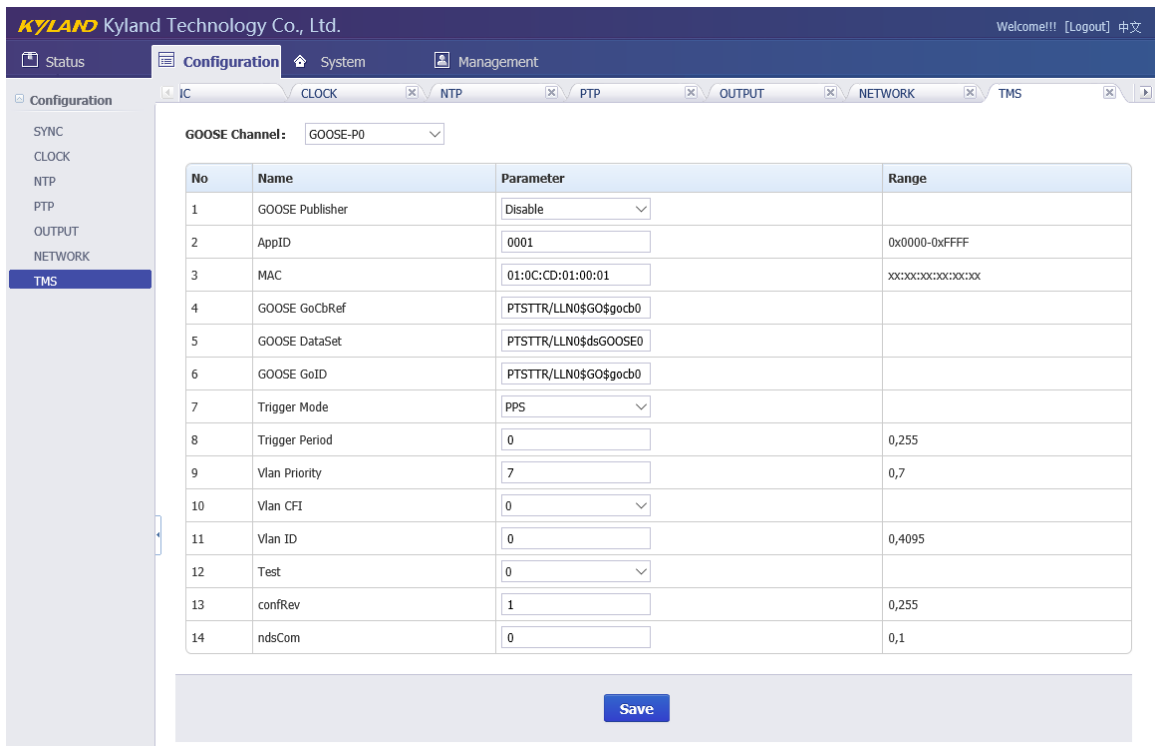 KYLAND Kyland Technology Co., Ltd.
Welcome!!! [Logout] 中文
Status Configuration System Management
Configuration
SYNC
CLOCK
NTP
PTP
OUTPUT
NETWORK
TMS
NC CLOCK NTP PTP OUTPUT NETWORK TMS
GOOSE Channel: GOOSE-P0
No Name Parameter Range
1 GOOSE Publisher Disable
2 AppID 0001 0x0000-0xFFFF
3 MAC 01:0C:CD:01:00:01 xx:xx:xx:xx:xx:xx
4 GOOSE GoCbRef PTSTTR/LLN0$GO$gocb0
5 GOOSE DataSet PTSTTR/LLN0$dsGOOSE0
6 GOOSE GoID PTSTTR/LLN0$GO$gocb0
7 Trigger Mode PPS
8 Trigger Period 0 0,255
9 Vlan Priority 7 0,7
10 Vlan CFI 0
11 Vlan ID 0 0,4095
12 Test 0
13 confRev 1 0,255
14 ndsCom 0 0,1
Save